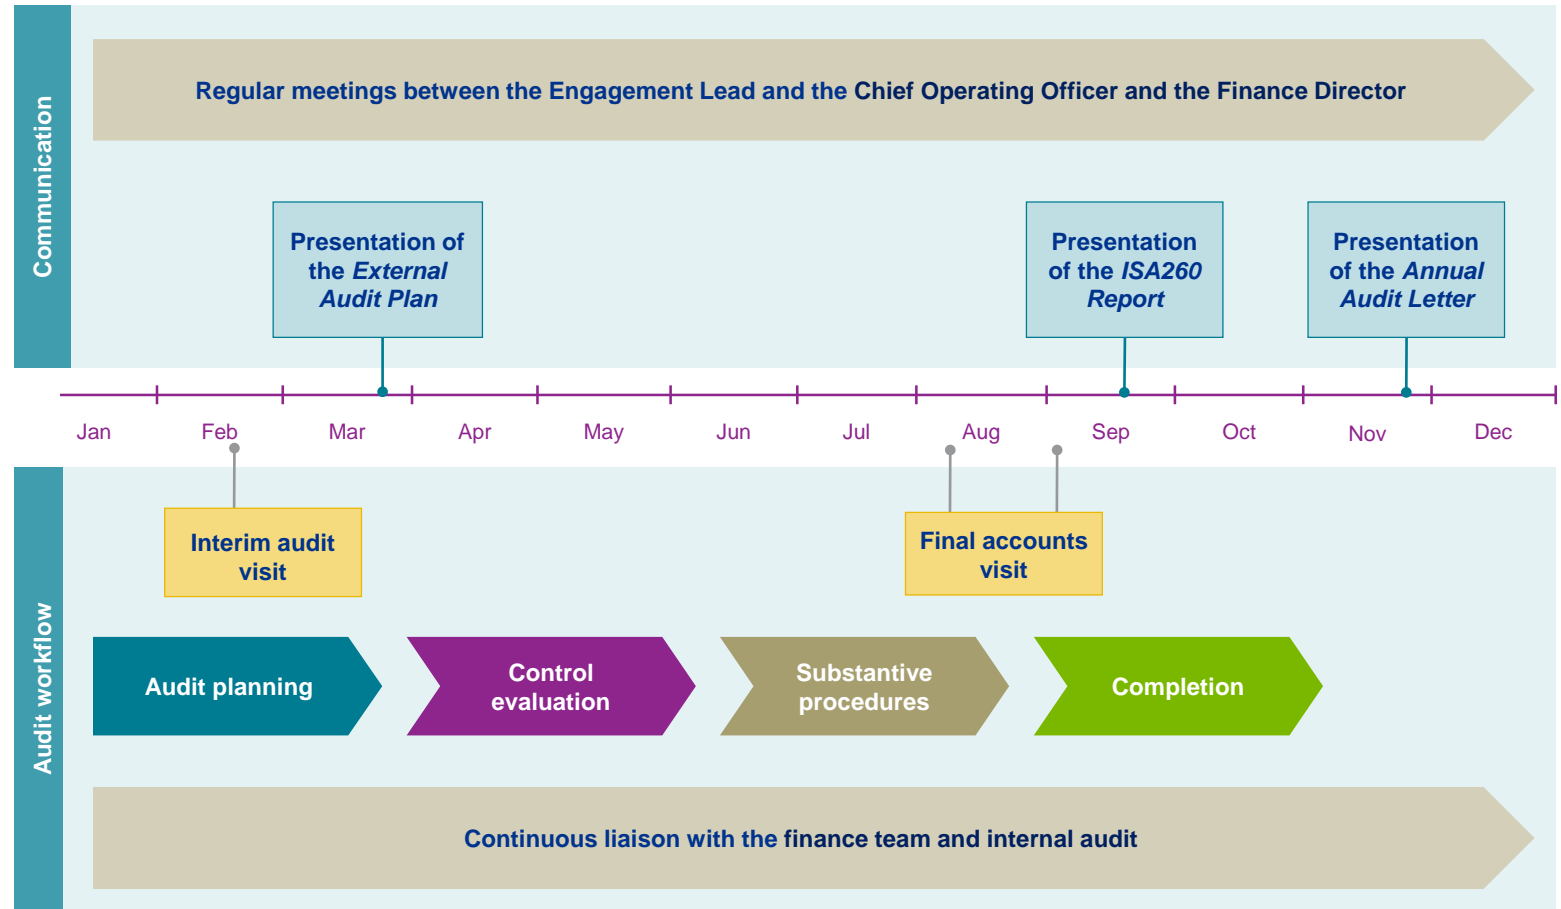 Communication
Regular meetings between the Engagement Lead and the Chief Operating Officer and the Finance Director
Presentation of
the External
Audit Plan
Presentation
of the ISA260
Report
Presentation
of the Annual
Audit Letter
Jan Feb Mar Apr May Jun Jul Aug Sep Oct Nov Dec
Audit workflow
Interim audit
visit
Final accounts
visit
Audit planning
Control
evaluation
Substantive
procedures
Completion
Continuous liaison with the finance team and internal audit